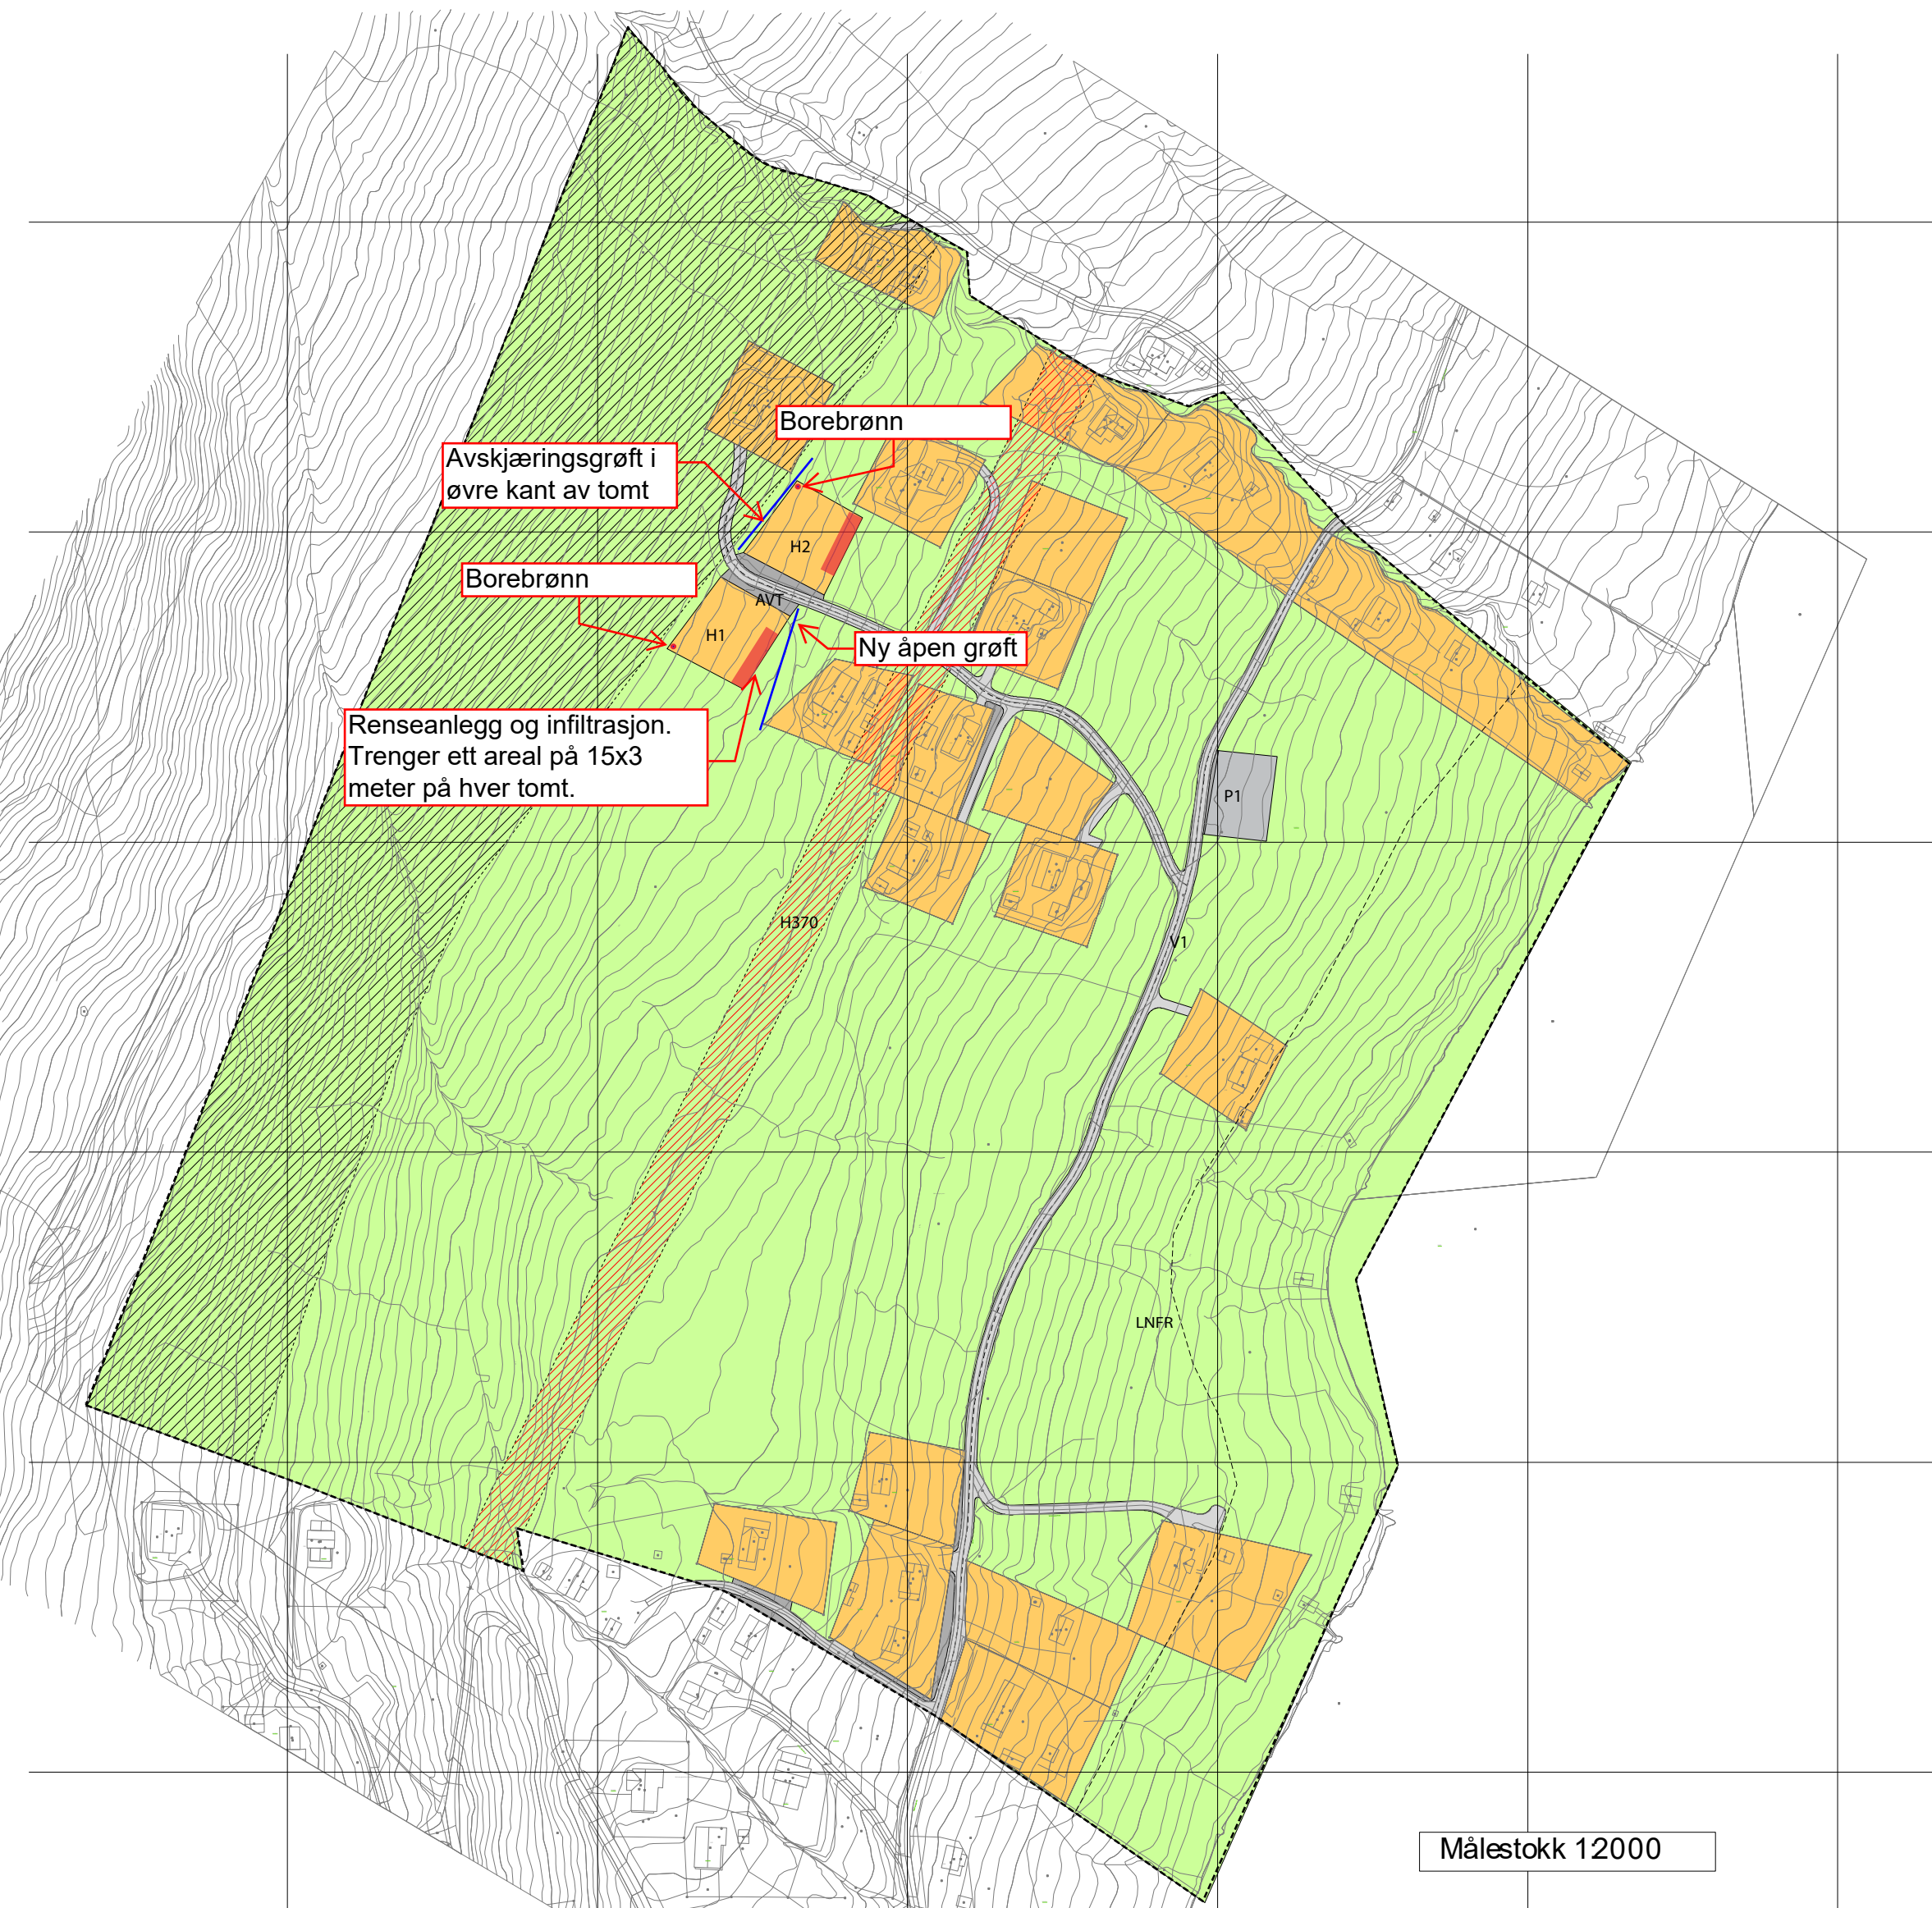 Borebrønn
Avskjæringsgrøft i
øvre kant av tomt
H2
Borebrønn
AVT
H1
Ny åpen grøft
Renseanlegg og infiltrasjon.
Trenger ett areal på 15x3
meter på hver tomt.
P1
H370
V1
LNFR
Målestokk 12000